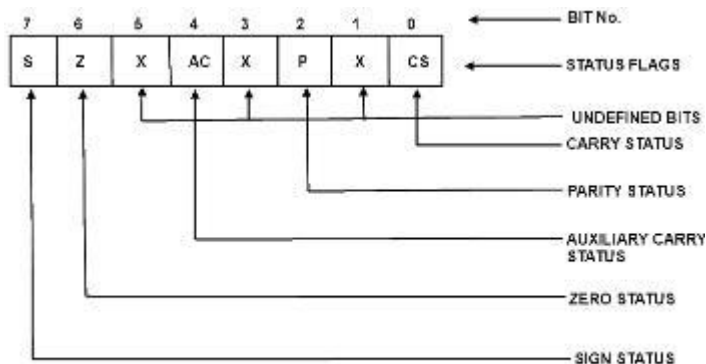 7 6 5 4 3 2 1 0 BIT No.
S Z X AC X P X CS STATUS FLAGS
UNDEFINED BITS
CARRY STATUS
PARITY STATUS
AUXILIARY CARRY
STATUS
ZERO STATUS
SIGN STATUS